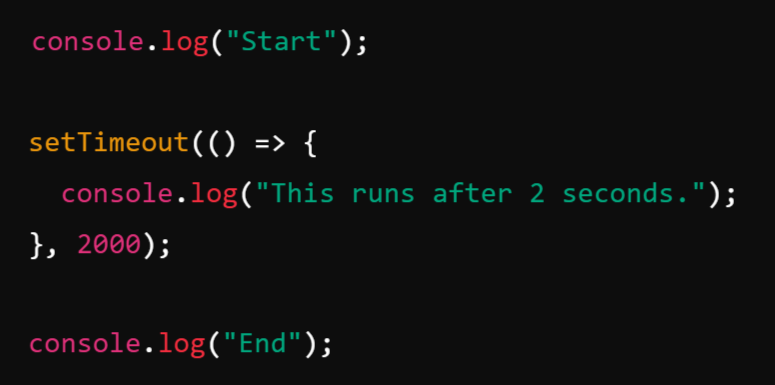 console.log("Start");
setTimeout(() => {
  console.log("This runs after 2 seconds.");
}, 2000);
console.log("End");